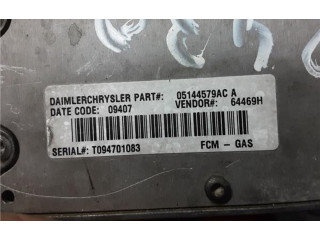 DAIMLERCHRYSLER PART#: 05144579AC A
DATE CODE: 09407 VENDOR#: 64469H
SERIAL#: T094701083 FCM - GAS